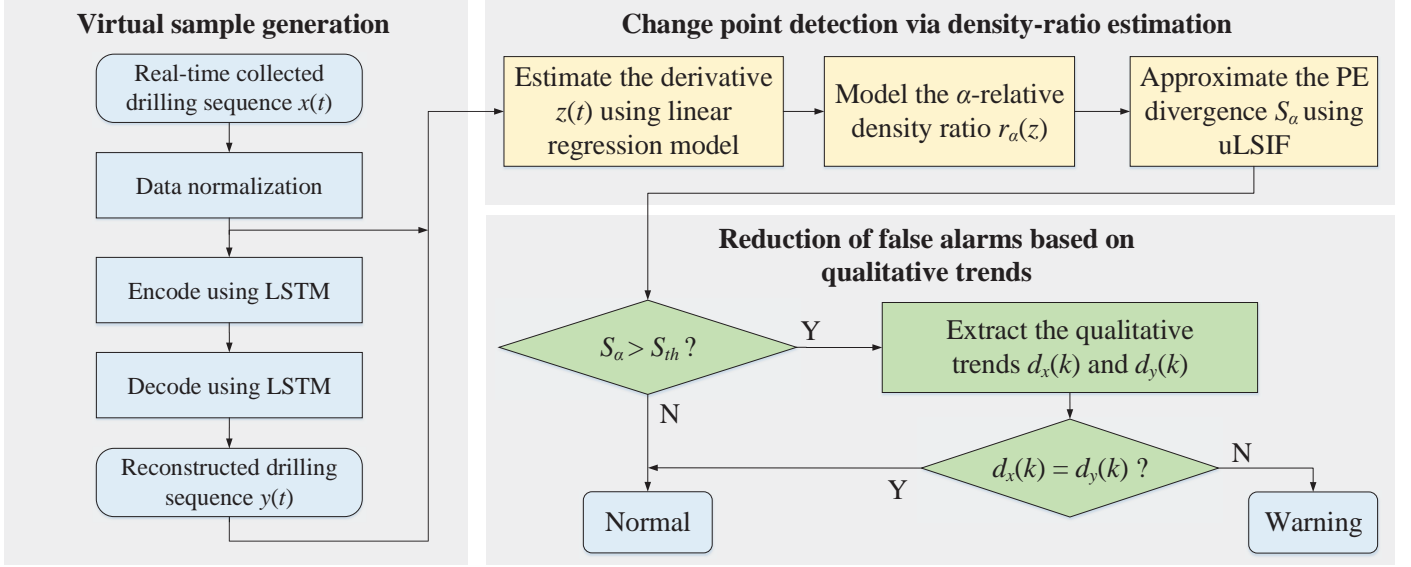 Virtual sample generation
Real-time collected
drilling sequence x(t)
Data normalization
Encode using LSTM
Decode using LSTM
Reconstructed drilling
sequence y(t)
Change point detection via density-ratio estimation
Estimate the derivative
z(t) using linear
regression model
Model the α-relative
density ratio rα(z)
Approximate the PE
divergence Sα using
uLSIF
Reduction of false alarms based on
qualitative trends
Sα > Sth ?
Y
N
Extract the qualitative
trends dx(k) and dy(k)
dx(k) = dy(k) ?
Y
N
Normal
Warning